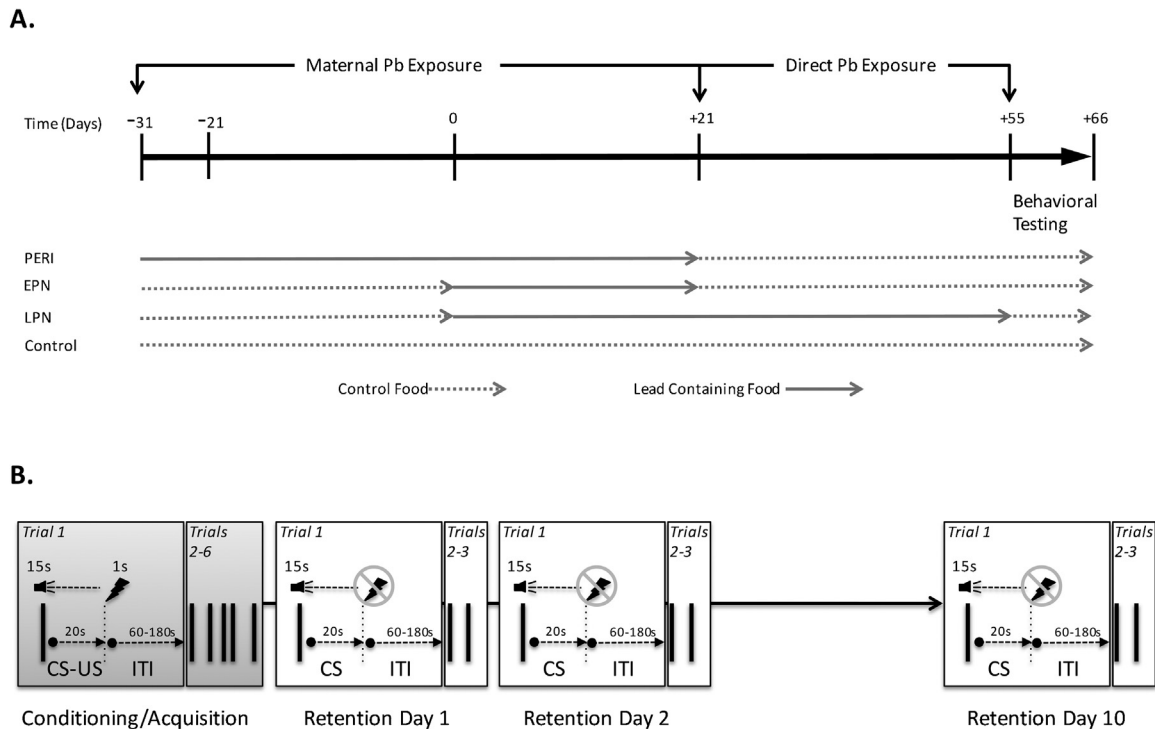 A.
Maternal Pb Exposure
Direct Pb Exposure
Time (Days)
−31
−21
0
+21
+55
+66
Behavioral
Testing
PERI
EPN
LPN
Control
Control Food
Lead Containing Food
B.
Trial 1
Trials
2-6
15s
1s
20s
60-180s
CS-US
ITI
Conditioning/Acquisition
Trial 1
Trials
2-3
15s
20s
60-180s
CS
ITI
Retention Day 1
Trial 1
Trials
2-3
15s
20s
60-180s
CS
ITI
Retention Day 2
Trial 1
Trials
2-3
15s
20s
60-180s
CS
ITI
Retention Day 10